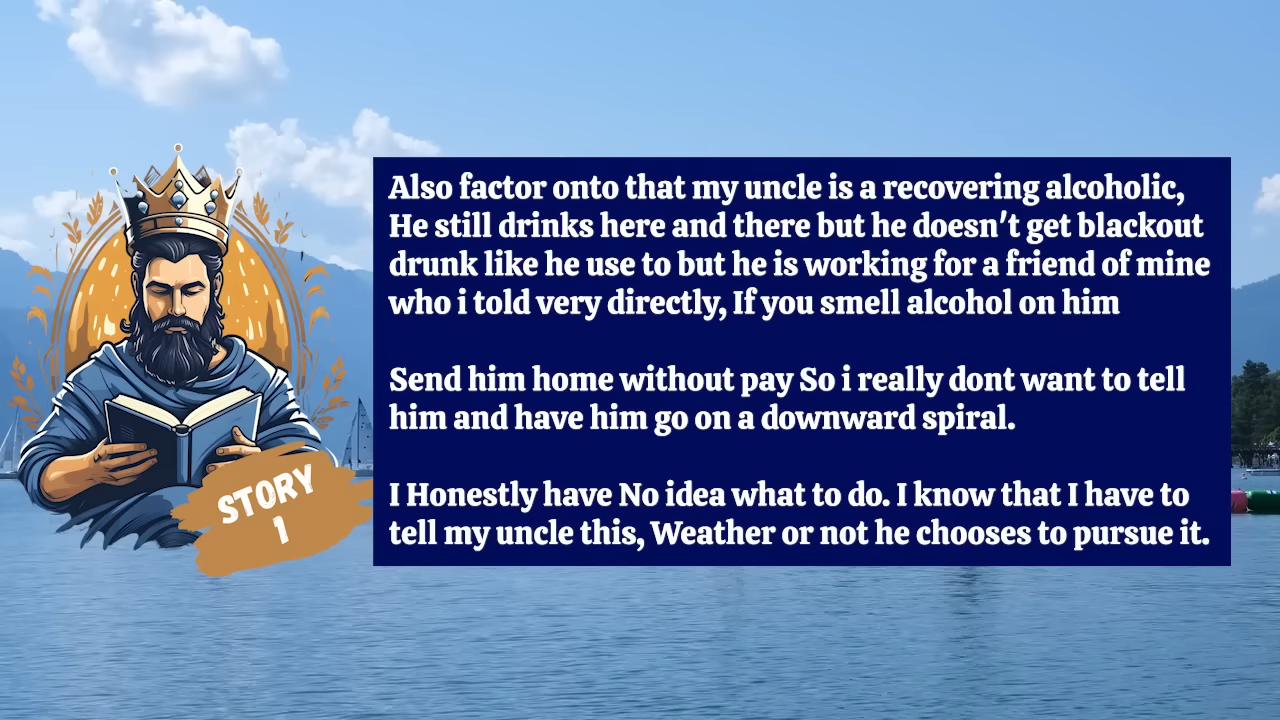 Also factor onto that my uncle is a recovering alcoholic,
He still drinks here and there but he doesn't get blackout
drunk like he use to but he is working for a friend of mine
who i told very directly, If you smell alcohol on him
Send him home without pay So i really dont want to tell
him and have him go on a downward spiral.
I Honestly have No idea what to do. I know that I have to
tell my uncle this, Weather or not he chooses to pursue it.
STORY
1